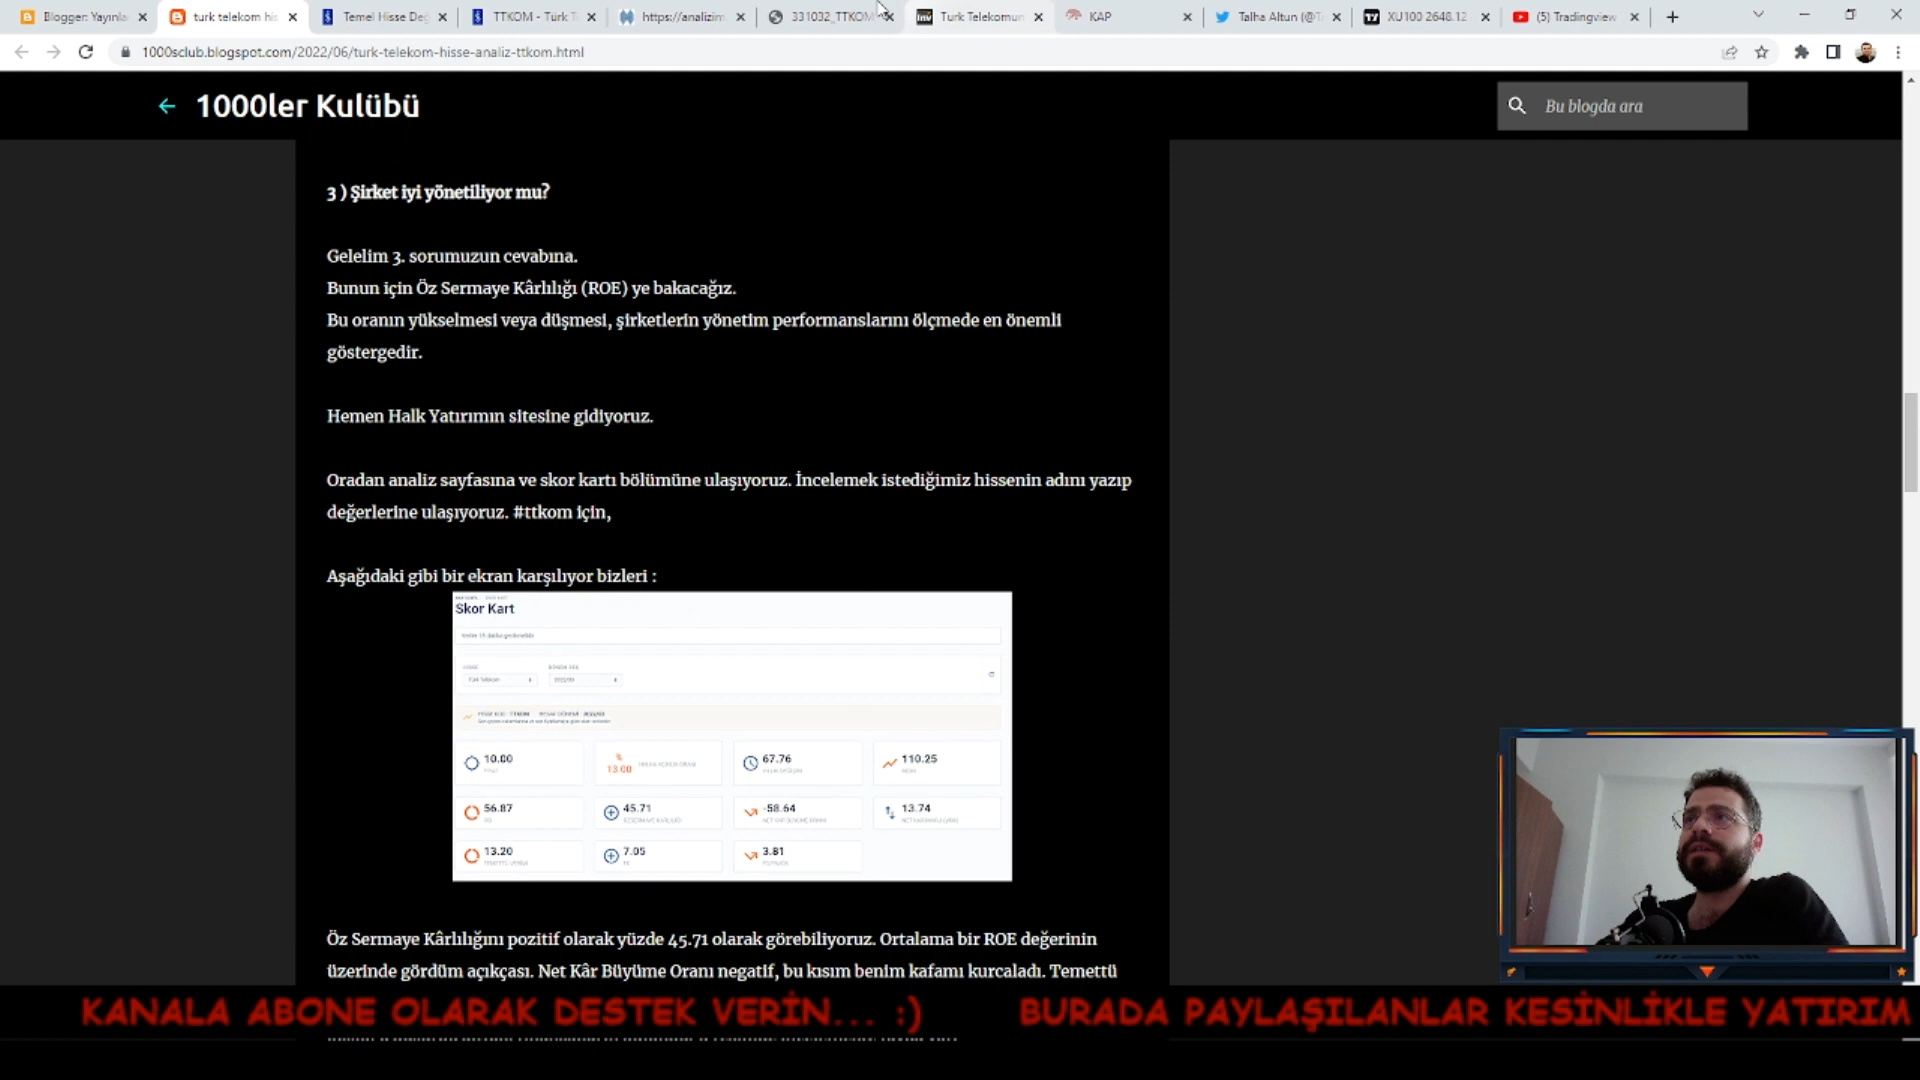 Blogger: Yayınla
turk telekom his
Temel Hisse Değ
TTKOM - Türk T
https://analizim
331032_TTKOM
Turk Telekomun
KAP
Talha Altun (@T
XU100 2648.12
(5) Tradingview
1000sclub.blogspot.com/2022/06/turk-telekom-hisse-analiz-ttkom.html
1000ler Kulübü
Bu blogda ara
3 ) Şirket iyi yönetiliyor mu?
Gelelim 3. sorumuzun cevabına.
Bunun için Öz Sermaye Kârlılığı (ROE) ye bakacağız.
Bu oranın yükselmesi veya düşmesi, şirketlerin yönetim performanslarını ölçmede en önemli
göstergedir.
Hemen Halk Yatırımın sitesine gidiyoruz.
Oradan analiz sayfasına ve skor kartı bölümüne ulaşıyoruz. İncelemek istediğimiz hissenin adını yazıp
değerlerine ulaşıyoruz. #ttkom için,
Aşağıdaki gibi bir ekran karşılıyor bizleri :
Skor Kart
10.00
13.00
67.76
110.25
56.87
45.71
-58.64
13.74
13.20
7.05
3.81
Öz Sermaye Kârlılığını pozitif olarak yüzde 45.71 olarak görebiliyoruz. Ortalama bir ROE değerinin
üzerinde gördüm açıkçası. Net Kâr Büyüme Oranı negatif, bu kısım benim kafamı kurcaladı. Temettü
KANALA ABONE OLARAK DESTEK VERİN... :)
BURADA PAYLAŞILANLAR KESİNLİKLE YATIRIM